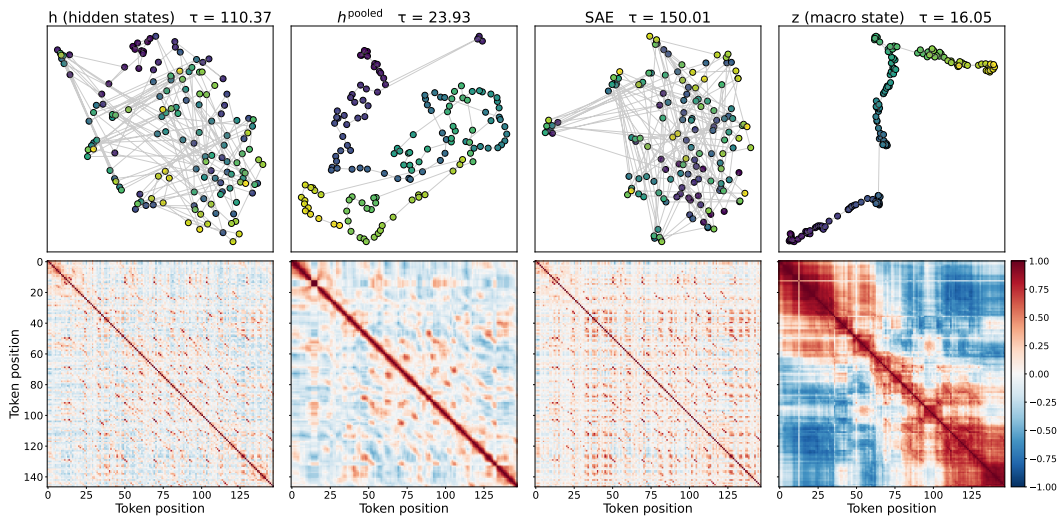 h (hidden states) τ = 110.37
h^pooled τ = 23.93
SAE τ = 150.01
z (macro state) τ = 16.05
Token position
0
20
40
60
80
100
120
140
0 25 50 75 100 125
Token position
0 25 50 75 100 125
Token position
0 25 50 75 100 125
Token position
0 25 50 75 100 125
Token position
1.00
0.75
0.50
0.25
0.00
−0.25
−0.50
−0.75
−1.00